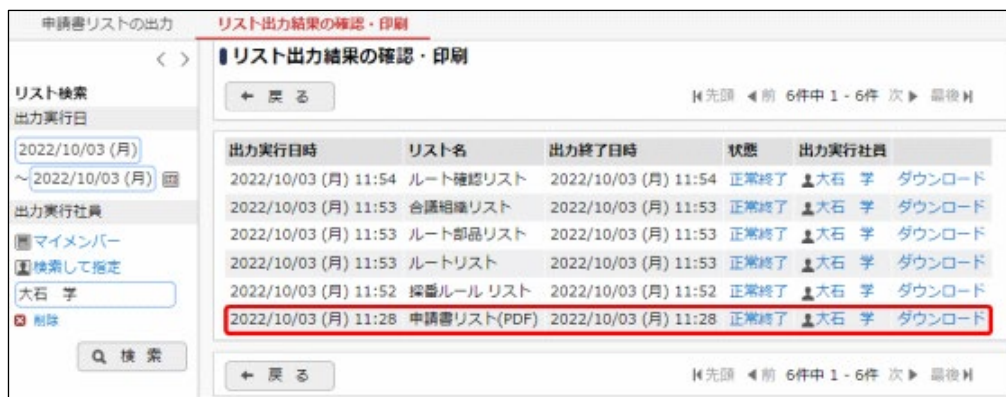 申請書リストの出力 リスト出力結果の確認・印刷
リスト検索
出力実行日
2022/10/03 (月)
～2022/10/03 (月)
出力実行社員
マイメンバー
検索して指定
大石 学
削除
検索
リスト出力結果の確認・印刷
← 戻る
先頭 前 6件中 1 - 6件 次 最後
出力実行日時 リスト名 出力終了日時 状態 出力実行社員
2022/10/03 (月) 11:54 ルート確認リスト 2022/10/03 (月) 11:54 正常終了 大石 学 ダウンロード
2022/10/03 (月) 11:53 合議組織リスト 2022/10/03 (月) 11:53 正常終了 大石 学 ダウンロード
2022/10/03 (月) 11:53 ルート部品リスト 2022/10/03 (月) 11:53 正常終了 大石 学 ダウンロード
2022/10/03 (月) 11:53 ルートリスト 2022/10/03 (月) 11:53 正常終了 大石 学 ダウンロード
2022/10/03 (月) 11:52 採番ルール リスト 2022/10/03 (月) 11:52 正常終了 大石 学 ダウンロード
2022/10/03 (月) 11:28 申請書リスト(PDF) 2022/10/03 (月) 11:28 正常終了 大石 学 ダウンロード
← 戻る
先頭 前 6件中 1 - 6件 次 最後